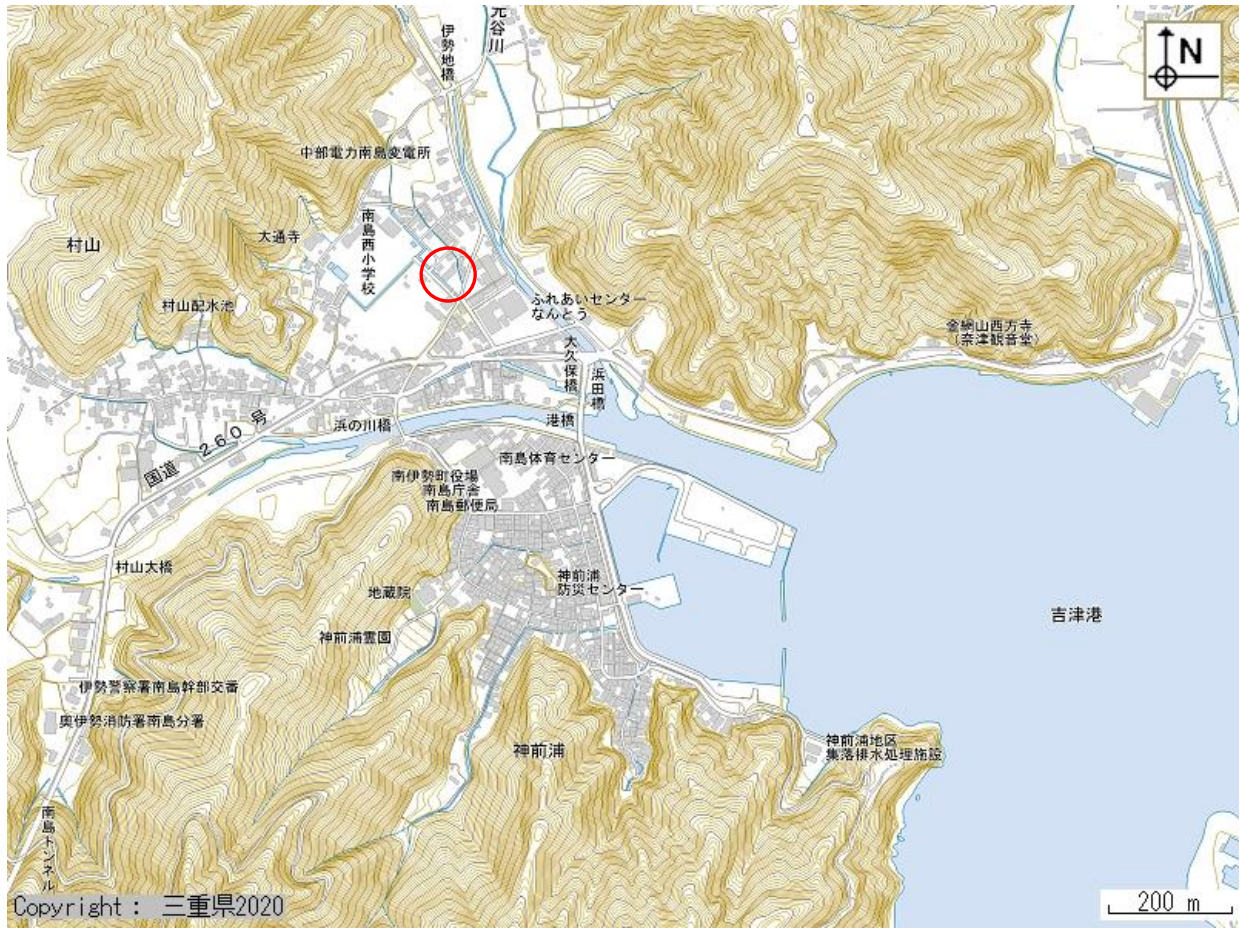 元谷川
伊勢地橋
N
中部電力南島変電所
南島西小学校
大通寺
村山
村山配水池
ふれあいセンター
なんとう
金網山西方寺
(奈津観音堂)
大久保橋
浜田橋
港橋
浜の川橋
国道 260 号
南島体育センター
南伊勢町役場
南島庁舎
南島郵便局
村山大橋
地蔵院
神前浦
防災センター
吉津港
神前浦霊園
伊勢警察署南島幹部交番
奥伊勢消防署南島分署
神前浦
神前浦地区
集落排水処理施設
南島トンネル
Copyright : 三重県2020
200 m